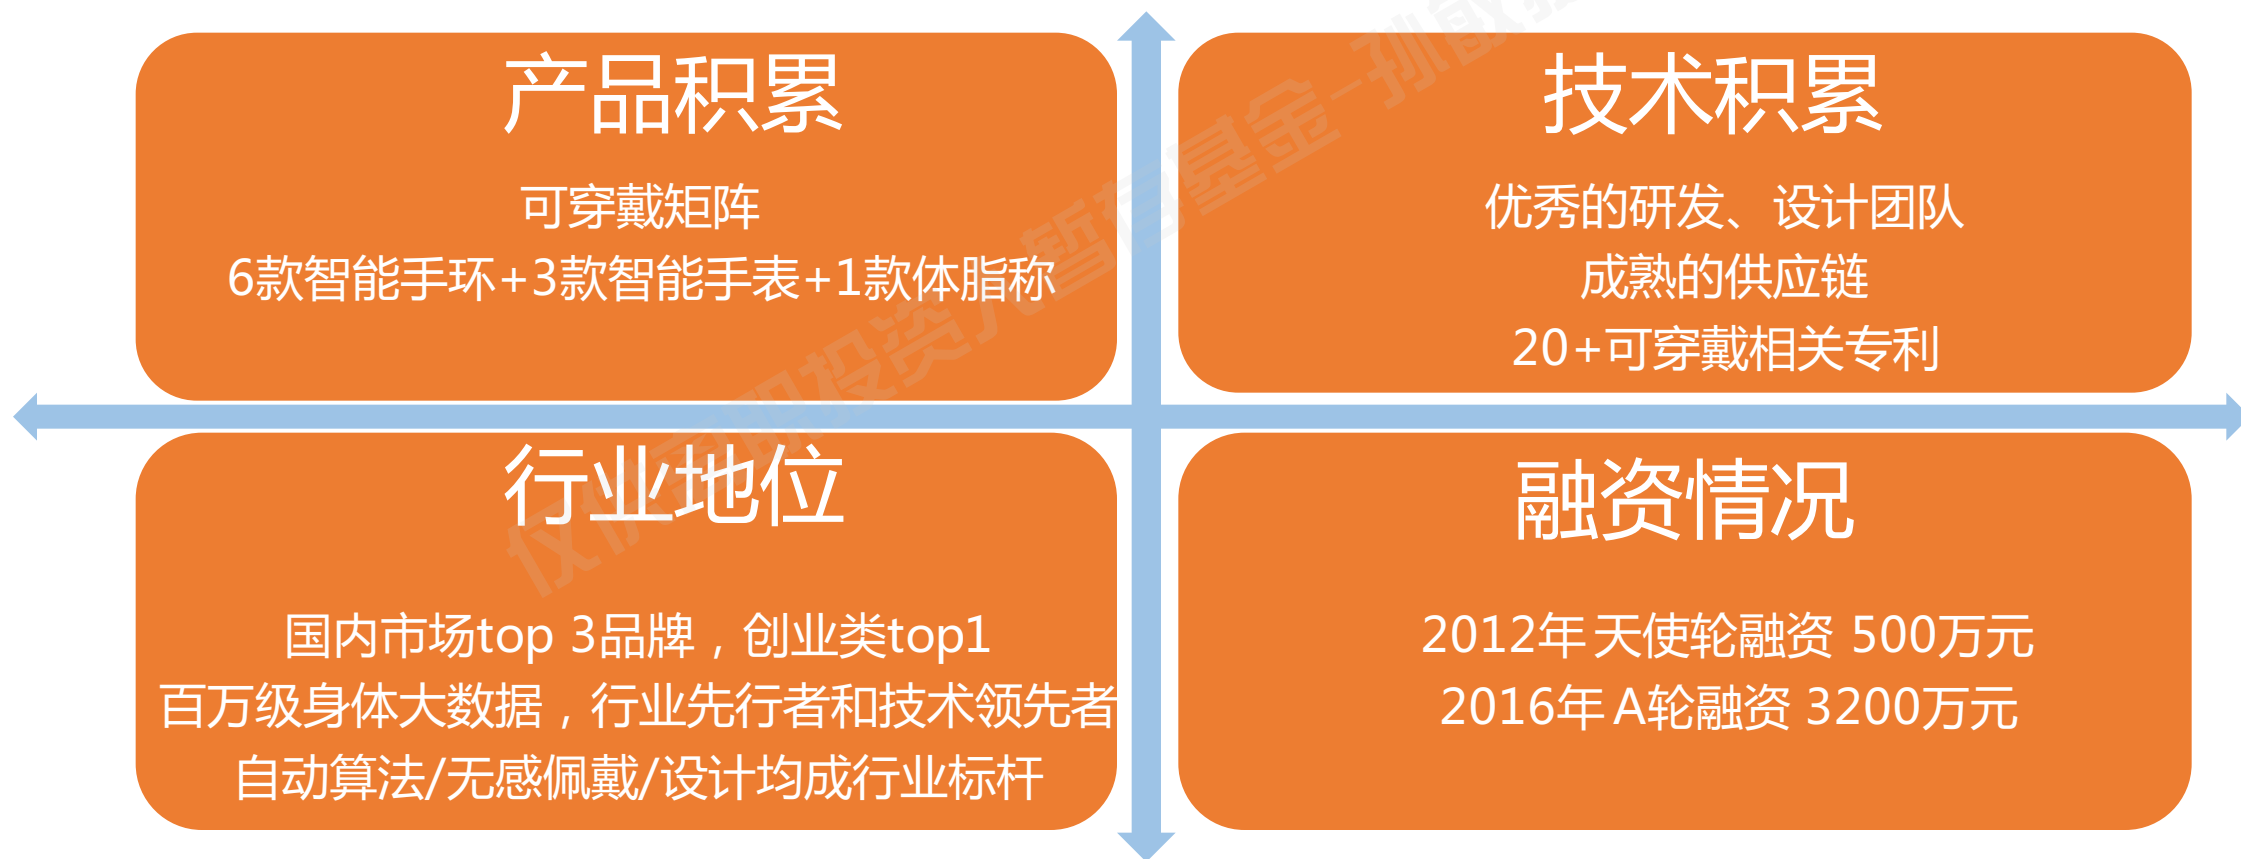 产品积累
可穿戴矩阵
6款智能手环+3款智能手表+1款体脂称
技术积累
优秀的研发、设计团队
成熟的供应链
20+可穿戴相关专利
行业地位
国内市场top 3品牌，创业类top1
百万级身体大数据，行业先行者和技术领先者
自动算法/无感佩戴/设计均成行业标杆
融资情况
2012年 天使轮融资 500万元
2016年 A轮融资 3200万元